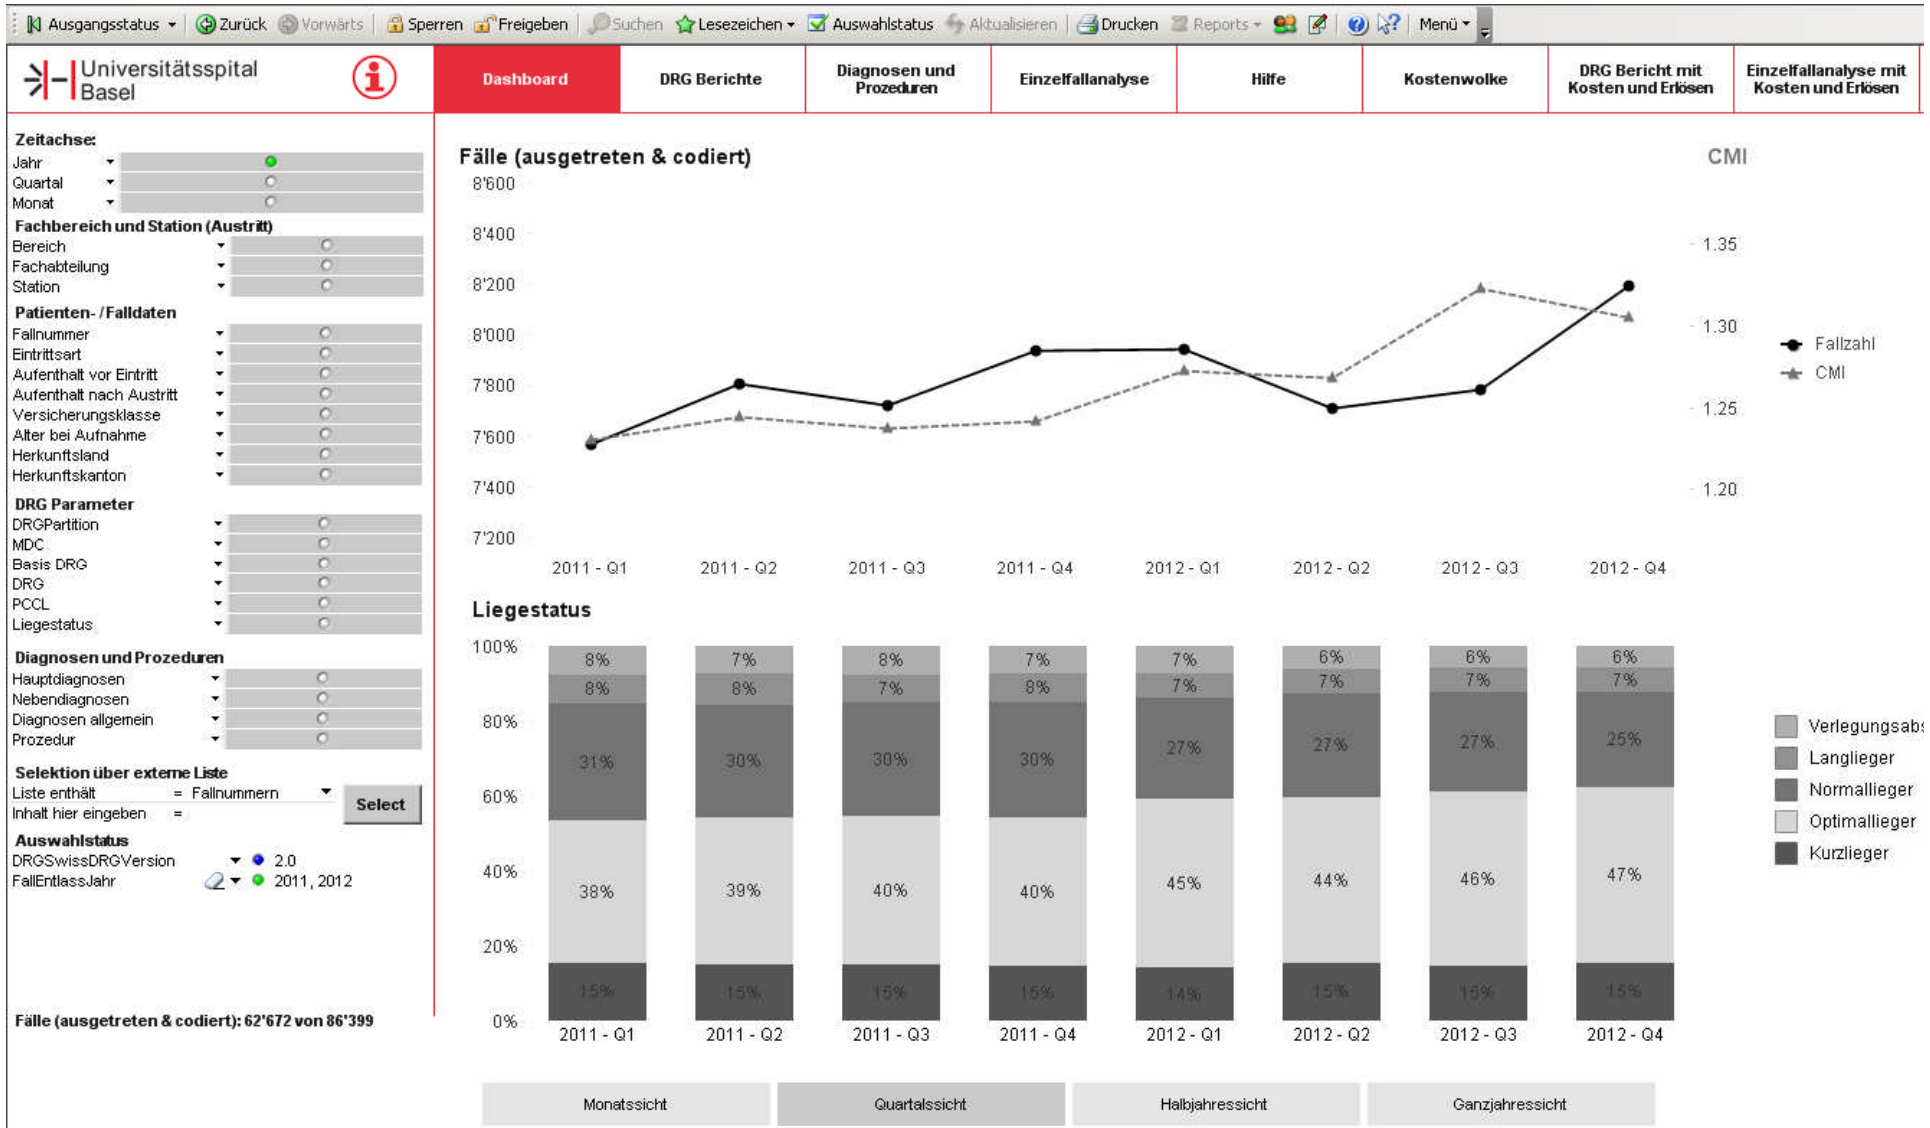 Ausgangsstatus Zurück Vorwärts Sperren Freigeben Suchen Lesezeichen Auswahlstatus Aktualisieren Drucken Reports Menü
Universitätsspital
Basel
Dashboard
DRG Berichte
Diagnosen und
Prozeduren
Einzelfallanalyse
Hilfe
Kostenwolke
DRG Bericht mit
Kosten und Erlösen
Einzelfallanalyse mit
Kosten und Erlösen
Zeitachse:
Jahr
Quartal
Monat
Fachbereich und Station (Austritt)
Bereich
Fachabteilung
Station
Patienten- / Falldaten
Fallnummer
Eintrittsart
Aufenthalt vor Eintritt
Aufenthalt nach Austritt
Versicherungsklasse
Alter bei Aufnahme
Herkunftsland
Herkunftskanton
DRG Parameter
DRGPartition
MDC
Basis DRG
DRG
PCCL
Liegestatus
Diagnosen und Prozeduren
Hauptdiagnosen
Nebendiagnosen
Diagnosen allgemein
Prozedur
Selektion über externe Liste
Liste enthält = Fallnummern
Inhalt hier eingeben =
Select
Auswahlstatus
DRGSwissDRGVersion 2.0
FallEntlassJahr 2011, 2012
Fälle (ausgetreten & codiert): 62'672 von 86'399
Fälle (ausgetreten & codiert)
CMI
8'600
8'400
8'200
8'000
7'800
7'600
7'400
7'200
1.35
1.30
1.25
1.20
Fallzahl
CMI
2011 - Q1 2011 - Q2 2011 - Q3 2011 - Q4 2012 - Q1 2012 - Q2 2012 - Q3 2012 - Q4
Liegestatus
100%
80%
60%
40%
20%
0%
8% 7% 8% 7% 7% 6% 6% 6%
8% 8% 7% 8% 7% 7% 7% 7%
31% 30% 30% 30% 27% 27% 27% 25%
38% 39% 40% 40% 45% 44% 46% 47%
15% 15% 15% 15% 14% 15% 15% 15%
2011 - Q1 2011 - Q2 2011 - Q3 2011 - Q4 2012 - Q1 2012 - Q2 2012 - Q3 2012 - Q4
Verlegungsabs
Langlieger
Normallieger
Optimallieger
Kurzlieger
Monatssicht
Quartalssicht
Halbjahressicht
Ganzjahressicht